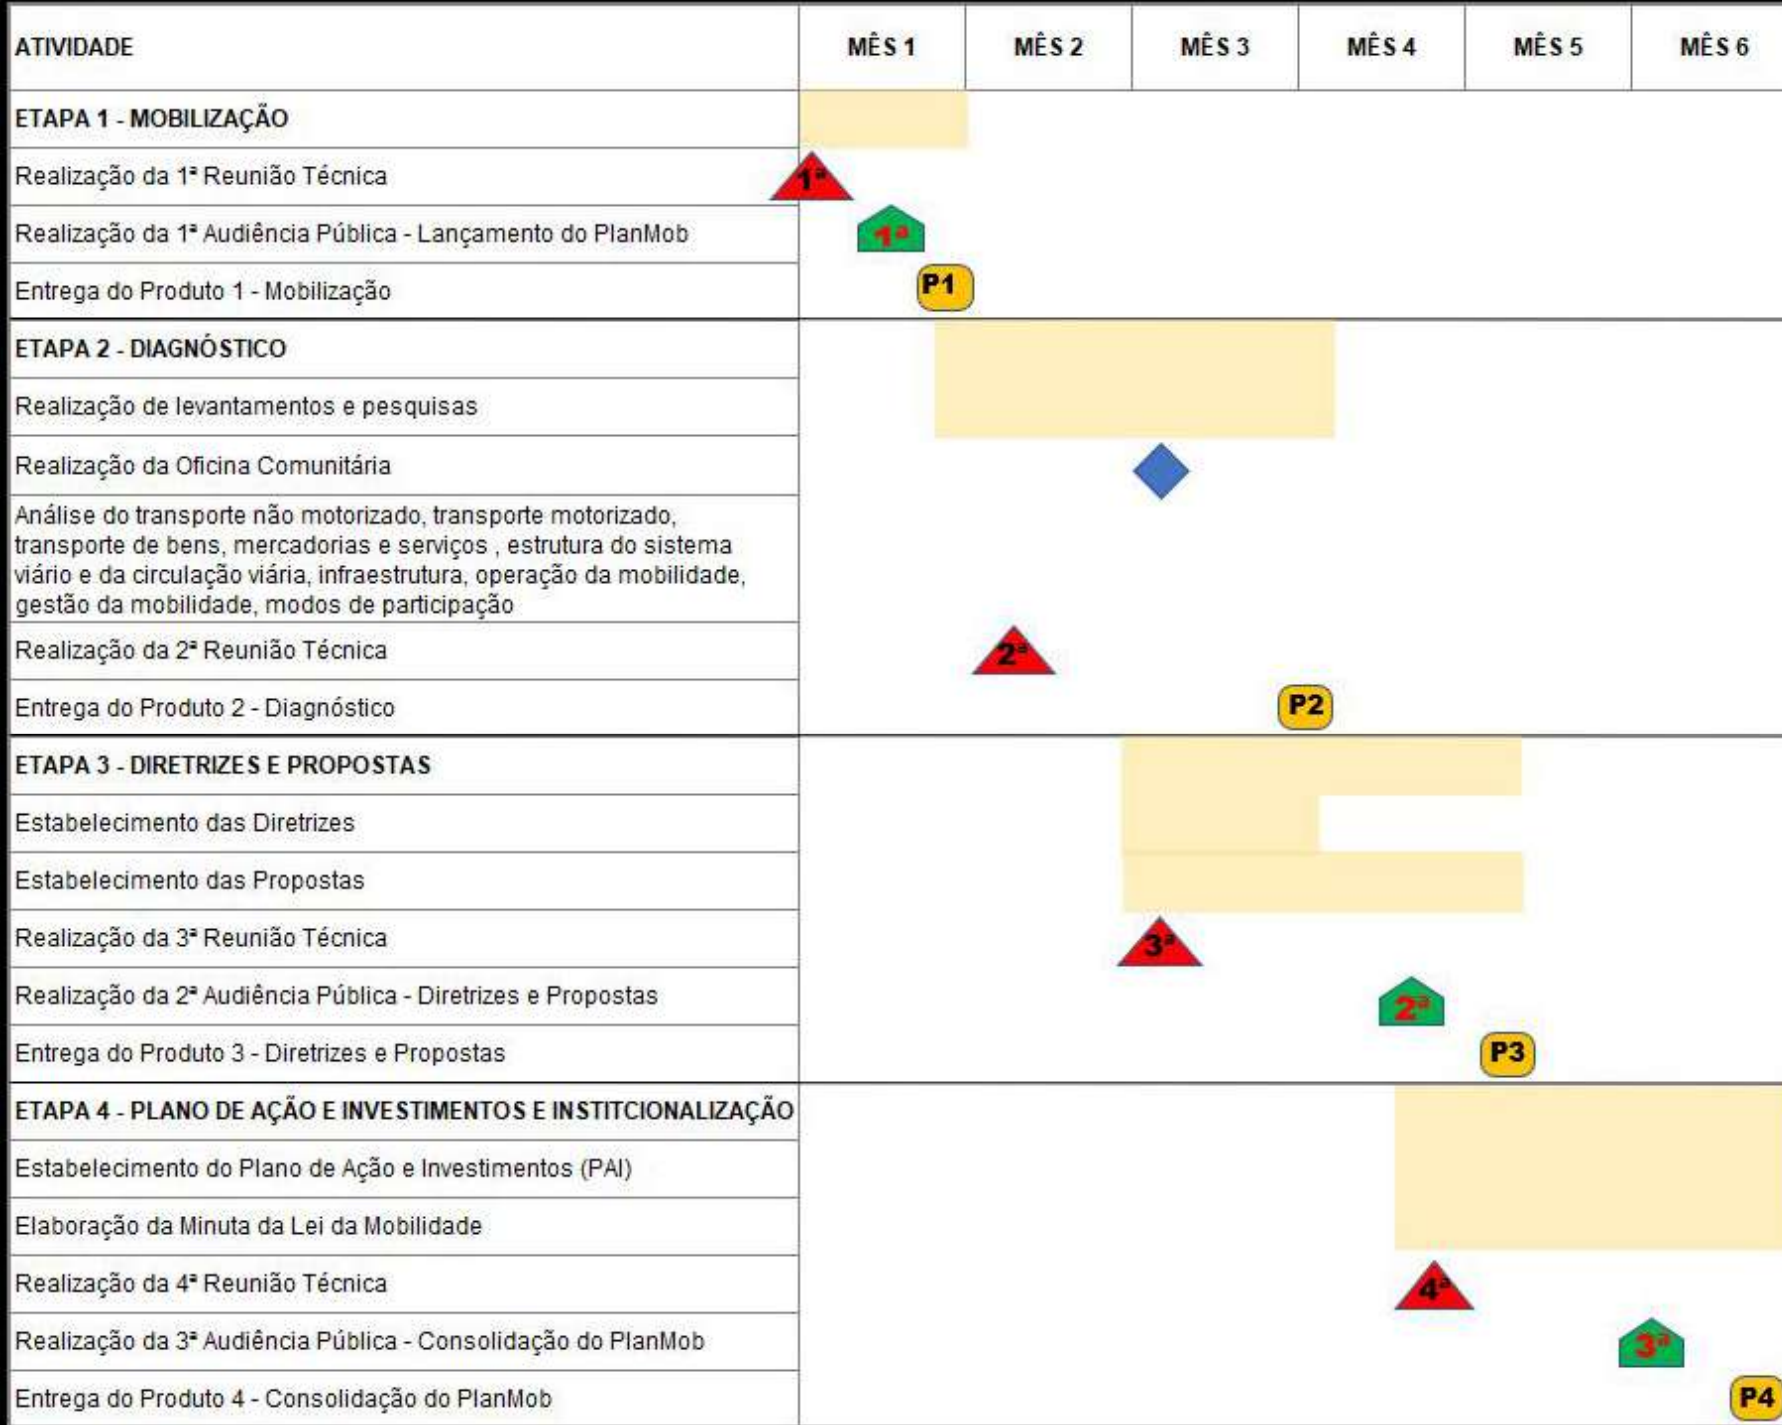 ATIVIDADE MÊS 1 MÊS 2 MÊS 3 MÊS 4 MÊS 5 MÊS 6
ETAPA 1 - MOBILIZAÇÃO
Realização da 1ª Reunião Técnica 1ª
Realização da 1ª Audiência Pública - Lançamento do PlanMob 1ª
Entrega do Produto 1 - Mobilização P1
ETAPA 2 - DIAGNÓSTICO
Realização de levantamentos e pesquisas
Realização da Oficina Comunitária
Análise do transporte não motorizado, transporte motorizado,
transporte de bens, mercadorias e serviços , estrutura do sistema
viário e da circulação viária, infraestrutura, operação da mobilidade,
gestão da mobilidade, modos de participação
Realização da 2ª Reunião Técnica 2ª
Entrega do Produto 2 - Diagnóstico P2
ETAPA 3 - DIRETRIZES E PROPOSTAS
Estabelecimento das Diretrizes
Estabelecimento das Propostas
Realização da 3ª Reunião Técnica 3ª
Realização da 2ª Audiência Pública - Diretrizes e Propostas 2ª
Entrega do Produto 3 - Diretrizes e Propostas P3
ETAPA 4 - PLANO DE AÇÃO E INVESTIMENTOS E INSTITCIONALIZAÇÃO
Estabelecimento do Plano de Ação e Investimentos (PAI)
Elaboração da Minuta da Lei da Mobilidade
Realização da 4ª Reunião Técnica 4ª
Realização da 3ª Audiência Pública - Consolidação do PlanMob 3ª
Entrega do Produto 4 - Consolidação do PlanMob P4